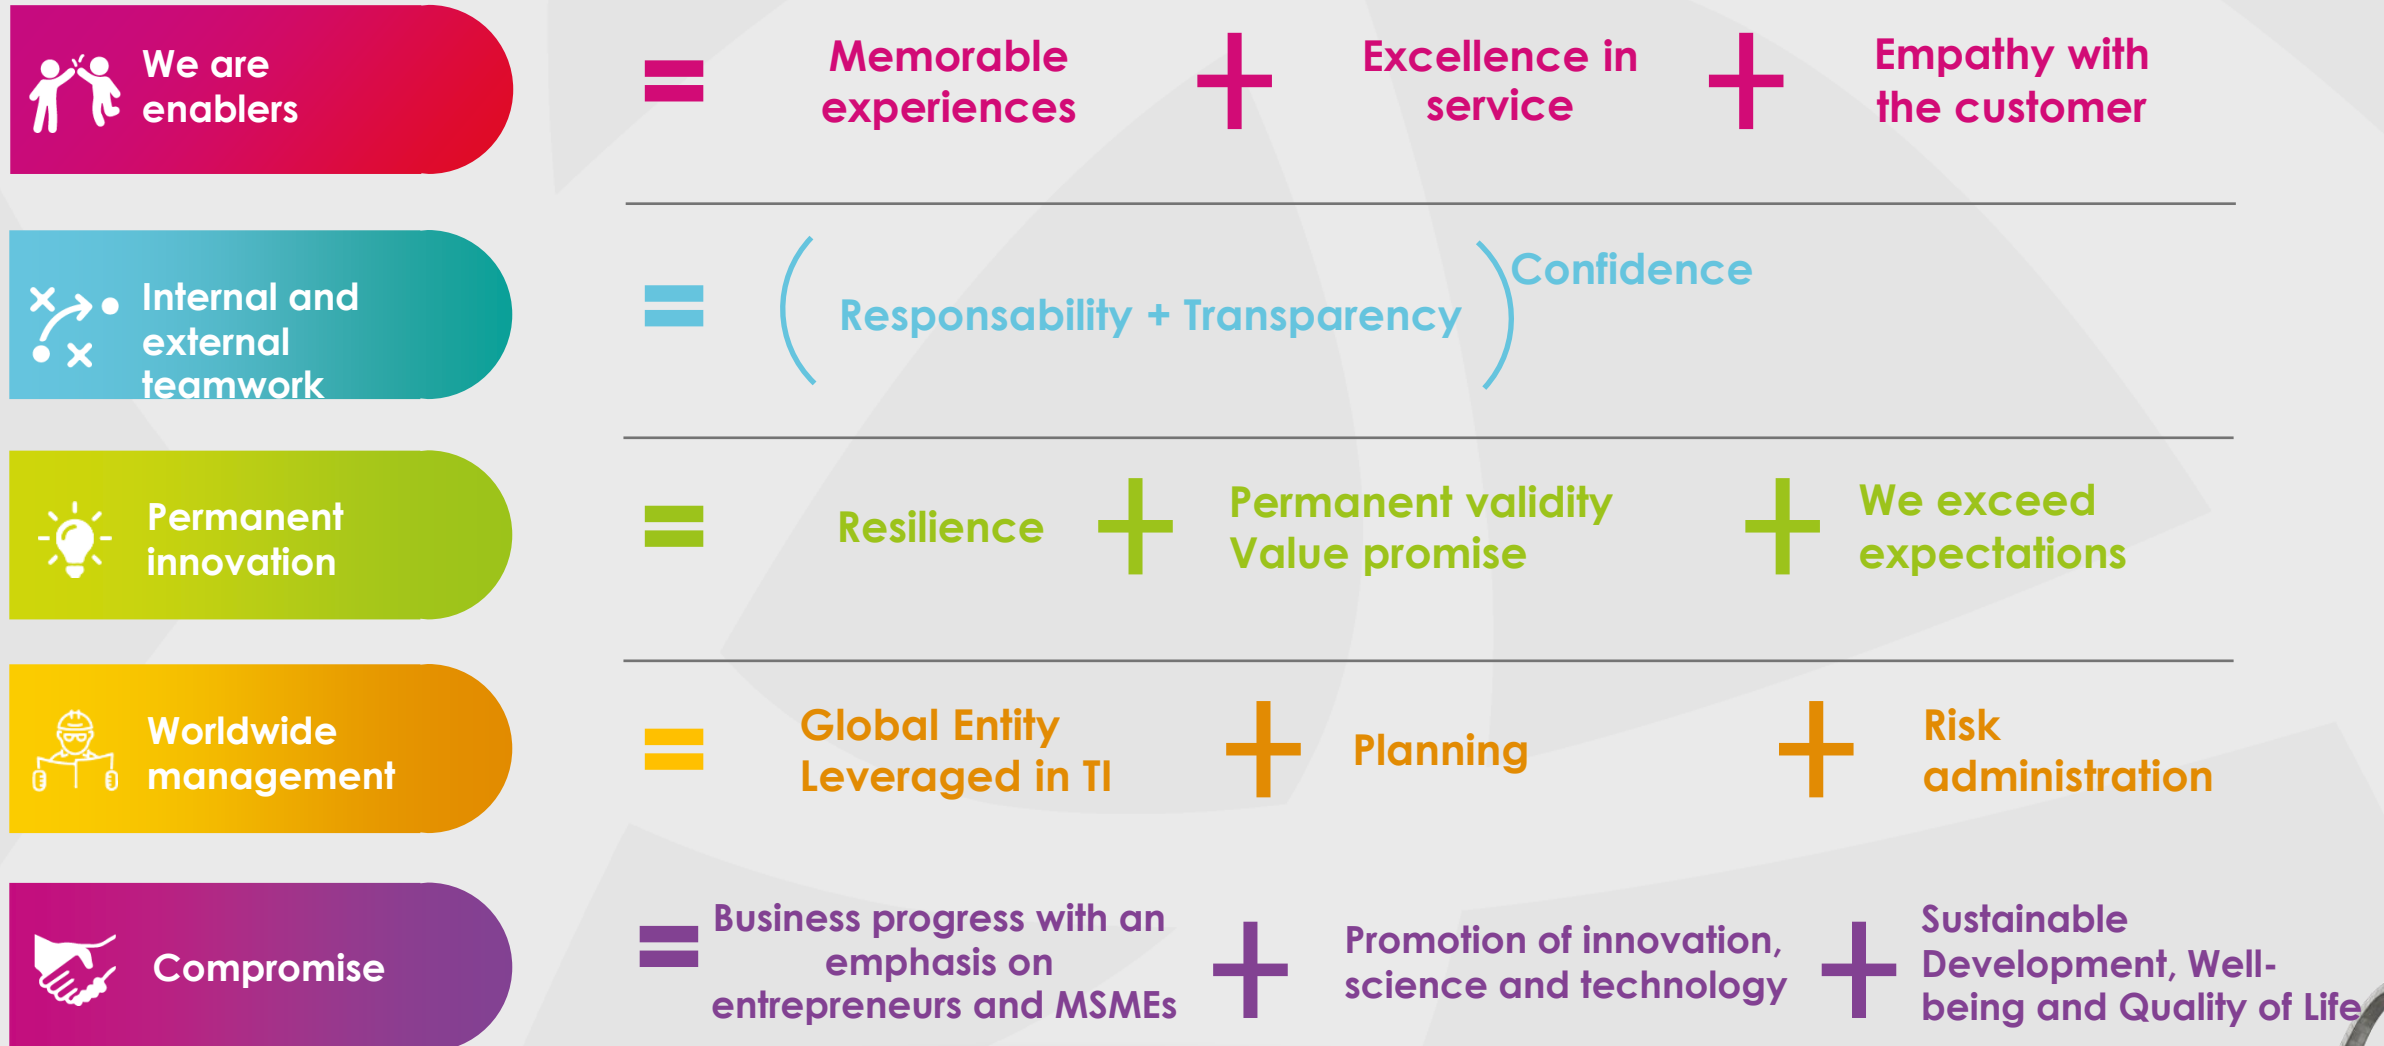 We are
enablers
=
Memorable
experiences
+
Excellence in
service
+
Empathy with
the customer
Internal and
external
teamwork
=
(Responsability + Transparency)
Confidence
Permanent
innovation
=
Resilience
+
Permanent validity
Value promise
+
We exceed
expectations
Worldwide
management
=
Global Entity
Leveraged in TI
+
Planning
+
Risk
administration
Compromise
=
Business progress with an
emphasis on
entrepreneurs and MSMEs
+
Promotion of innovation,
science and technology
+
Sustainable
Development, Well-
being and Quality of Life